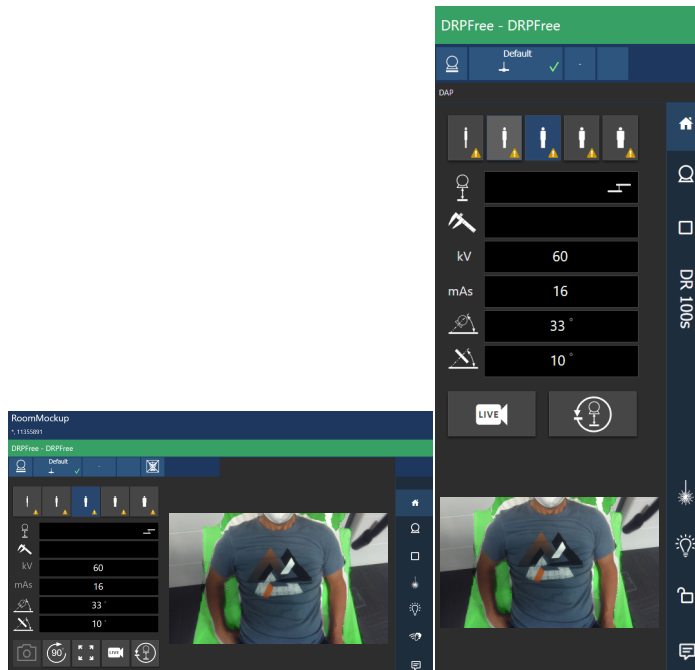 RoomMockup
*, 11355891
DRPFree - DRPFree
Default
-
kV 60
mAs 16
33 °
10 °
90°
LIVE
DRPFree - DRPFree
Default
-
DAP
kV 60
mAs 16
33 °
10 °
LIVE
DR 100s